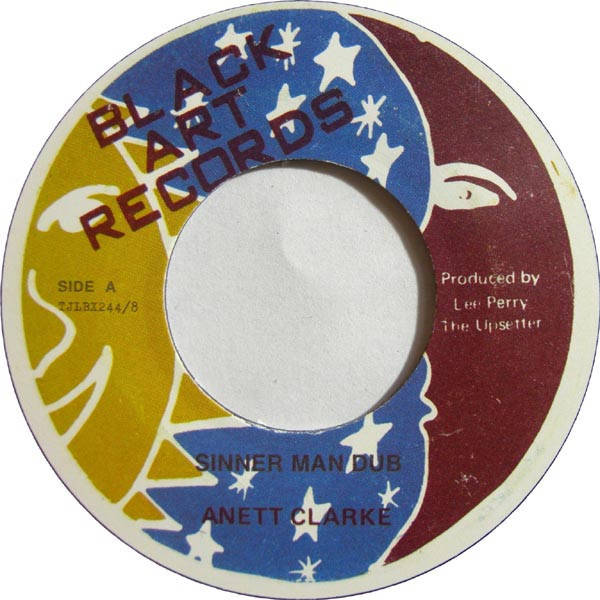 BLACK
ART
RECORDS
SIDE A
TJLBX244/8
Produced by
Lee Perry
The Upsetter
SINNER MAN DUB
ANETT CLARKE